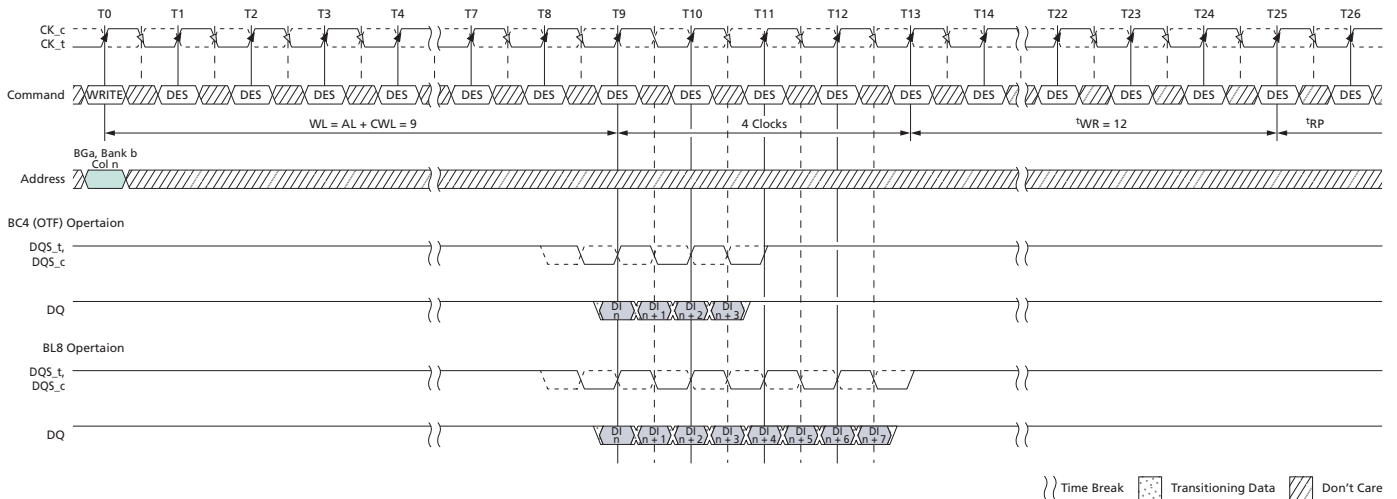 T0 T1 T2 T3 T4 T7 T8 T9 T10 T11 T12 T13 T14 T22 T23 T24 T25 T26
CK_c
CK_t
Command WRITE DES DES DES DES DES DES DES DES DES DES DES DES DES DES DES DES DES
WL = AL + CWL = 9 4 Clocks tWR = 12 tRP
BGa, Bank b
Col n
Address
BC4 (OTF) Opertaion
DQS_t,
DQS_c
DQ DI n DI n + 1 DI n + 2 DI n + 3
BL8 Opertaion
DQS_t,
DQS_c
DQ DI n DI n + 1 DI n + 2 DI n + 3 DI n + 4 DI n + 5 DI n + 6 DI n + 7
Time Break Transitioning Data Don't Care